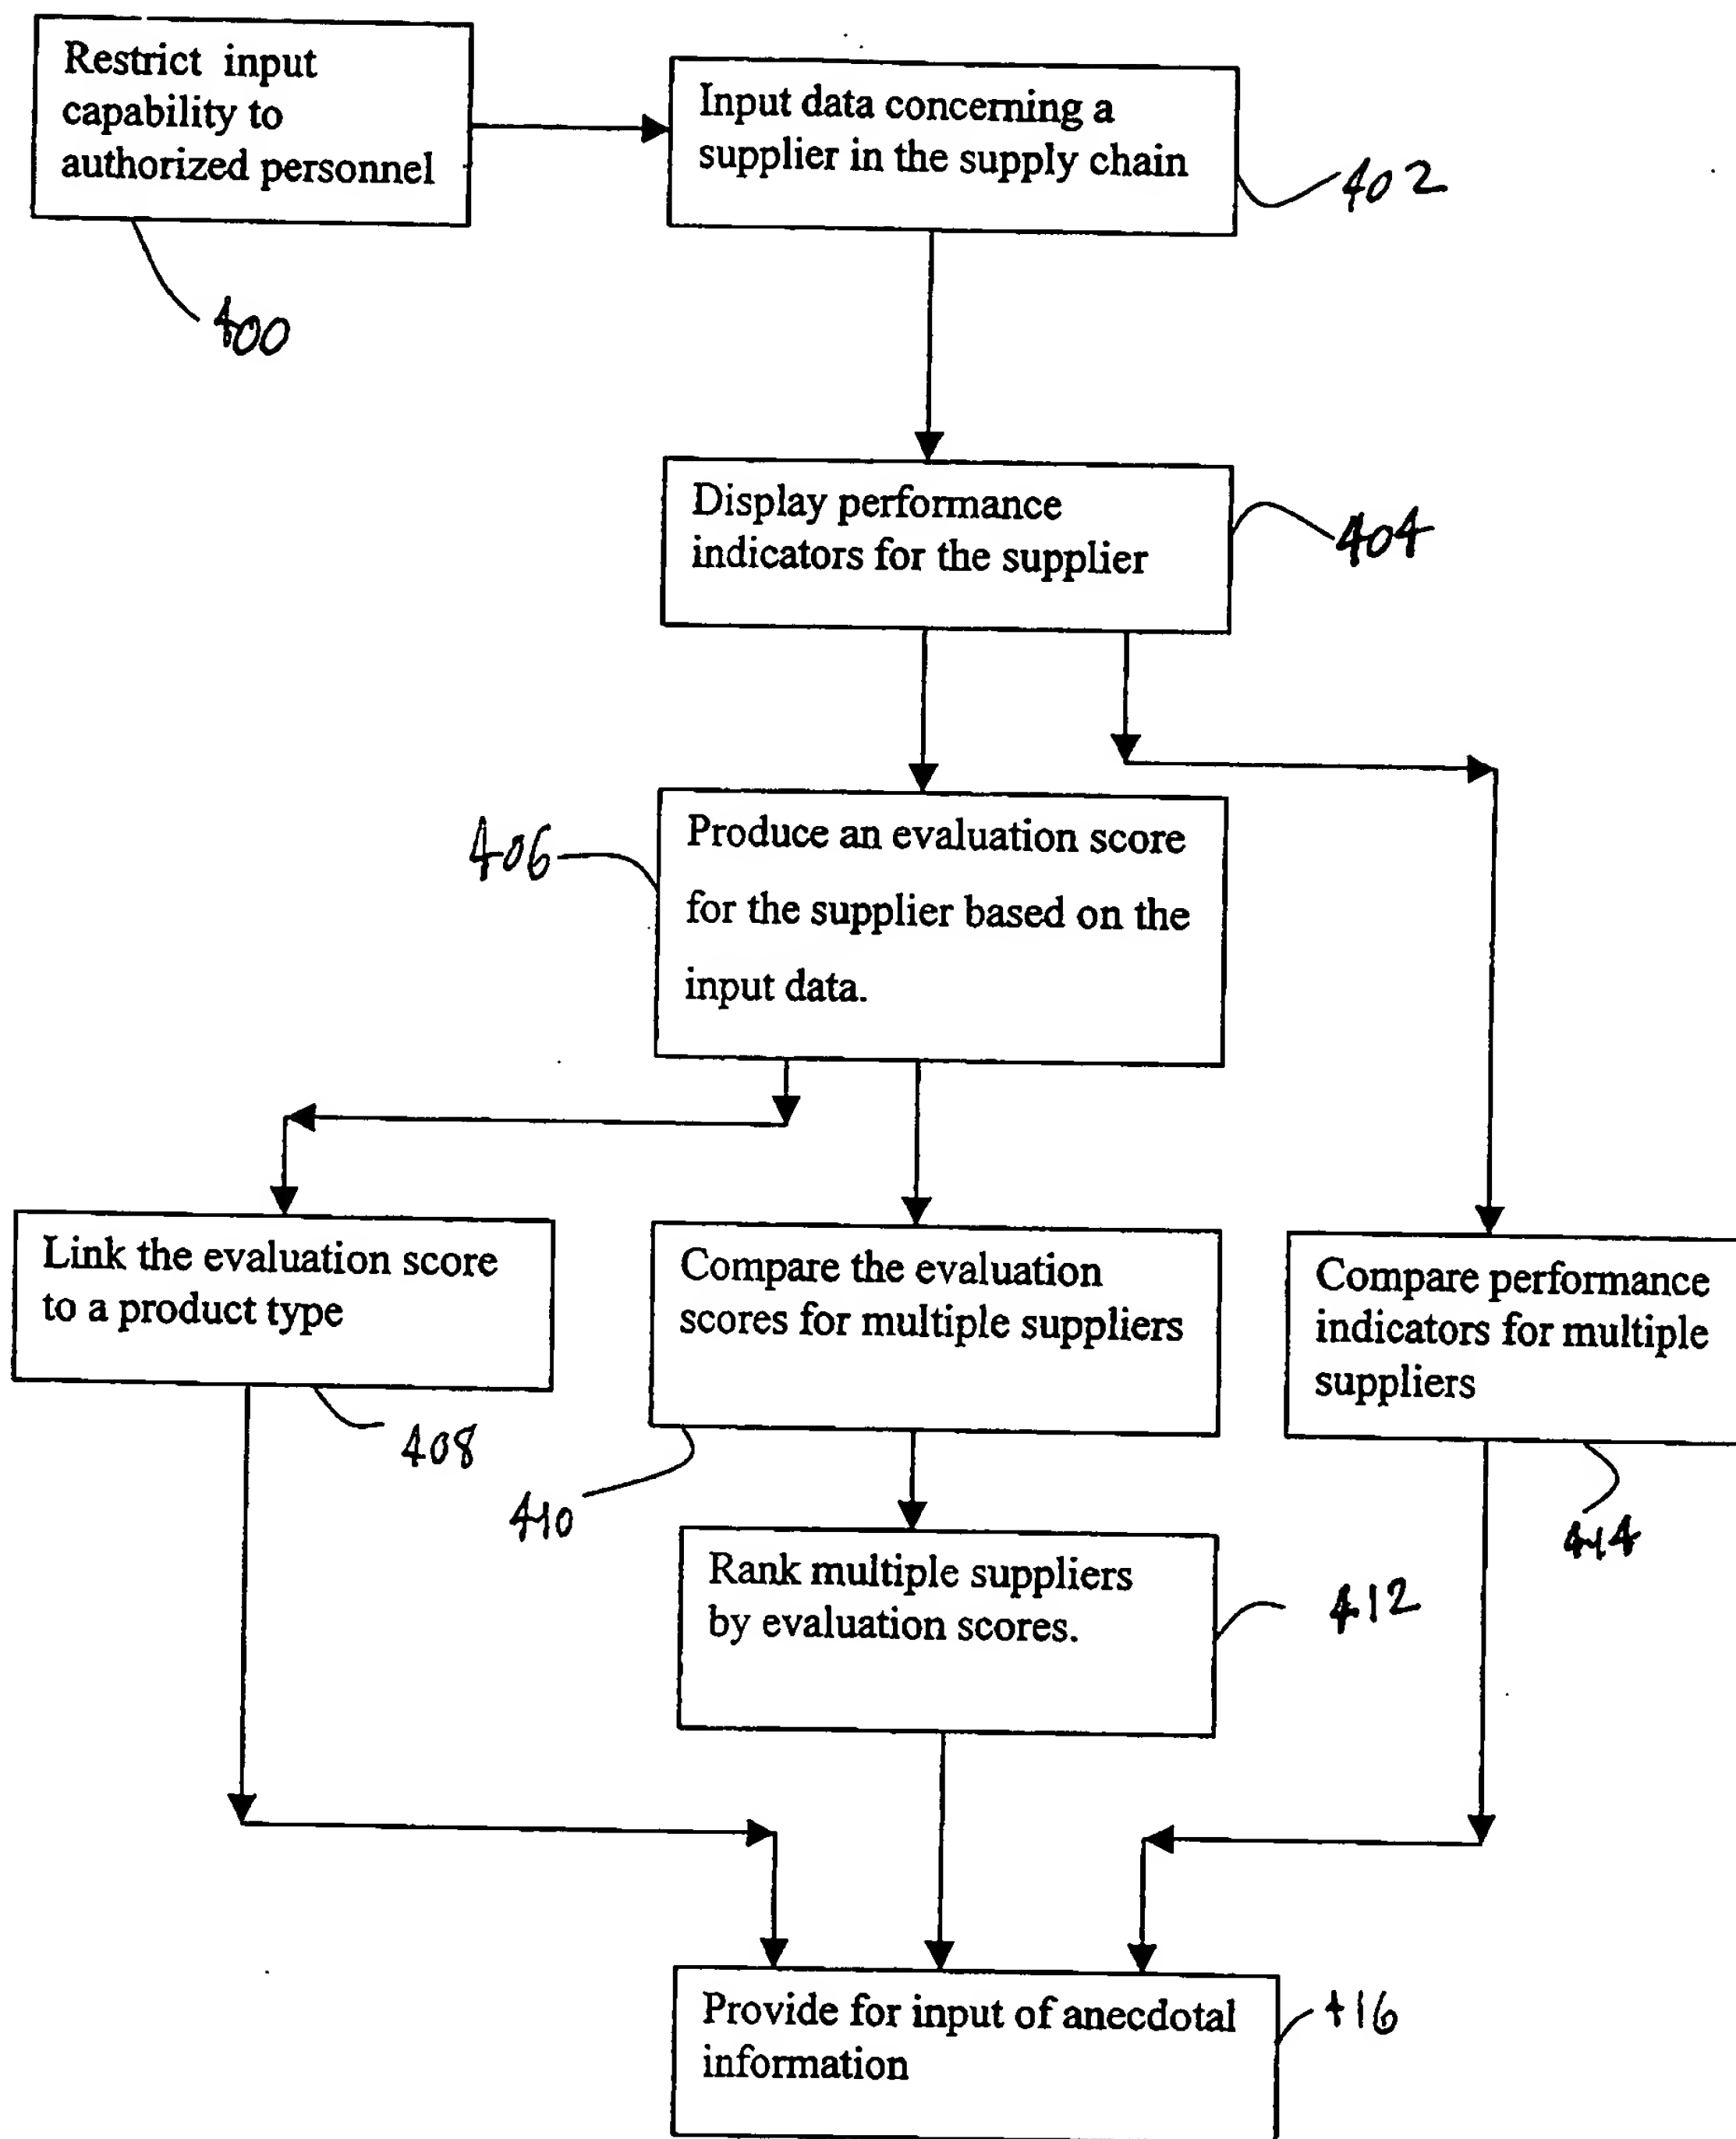 Restrict input
capability to
authorized personnel
400
Input data concerning a
supplier in the supply chain
402
Display performance
indicators for the supplier
404
Produce an evaluation score
for the supplier based on the
input data.
406
Link the evaluation score
to a product type
408
Compare the evaluation
scores for multiple suppliers
410
Compare performance
indicators for multiple
suppliers
414
Rank multiple suppliers
by evaluation scores.
412
Provide for input of anecdotal
information
416